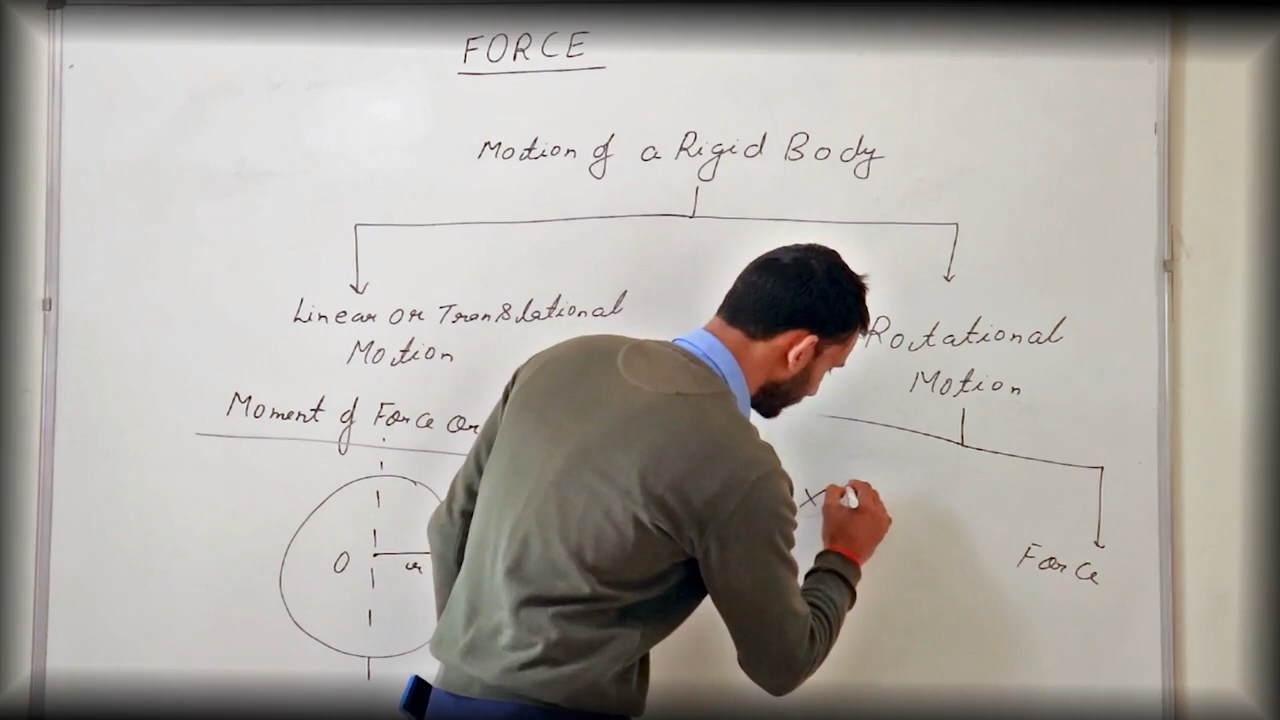 FORCE
Motion of a Rigid Body
Linear or Translational
Motion
Rotational
Motion
Moment of Force or
O
r
X
Force